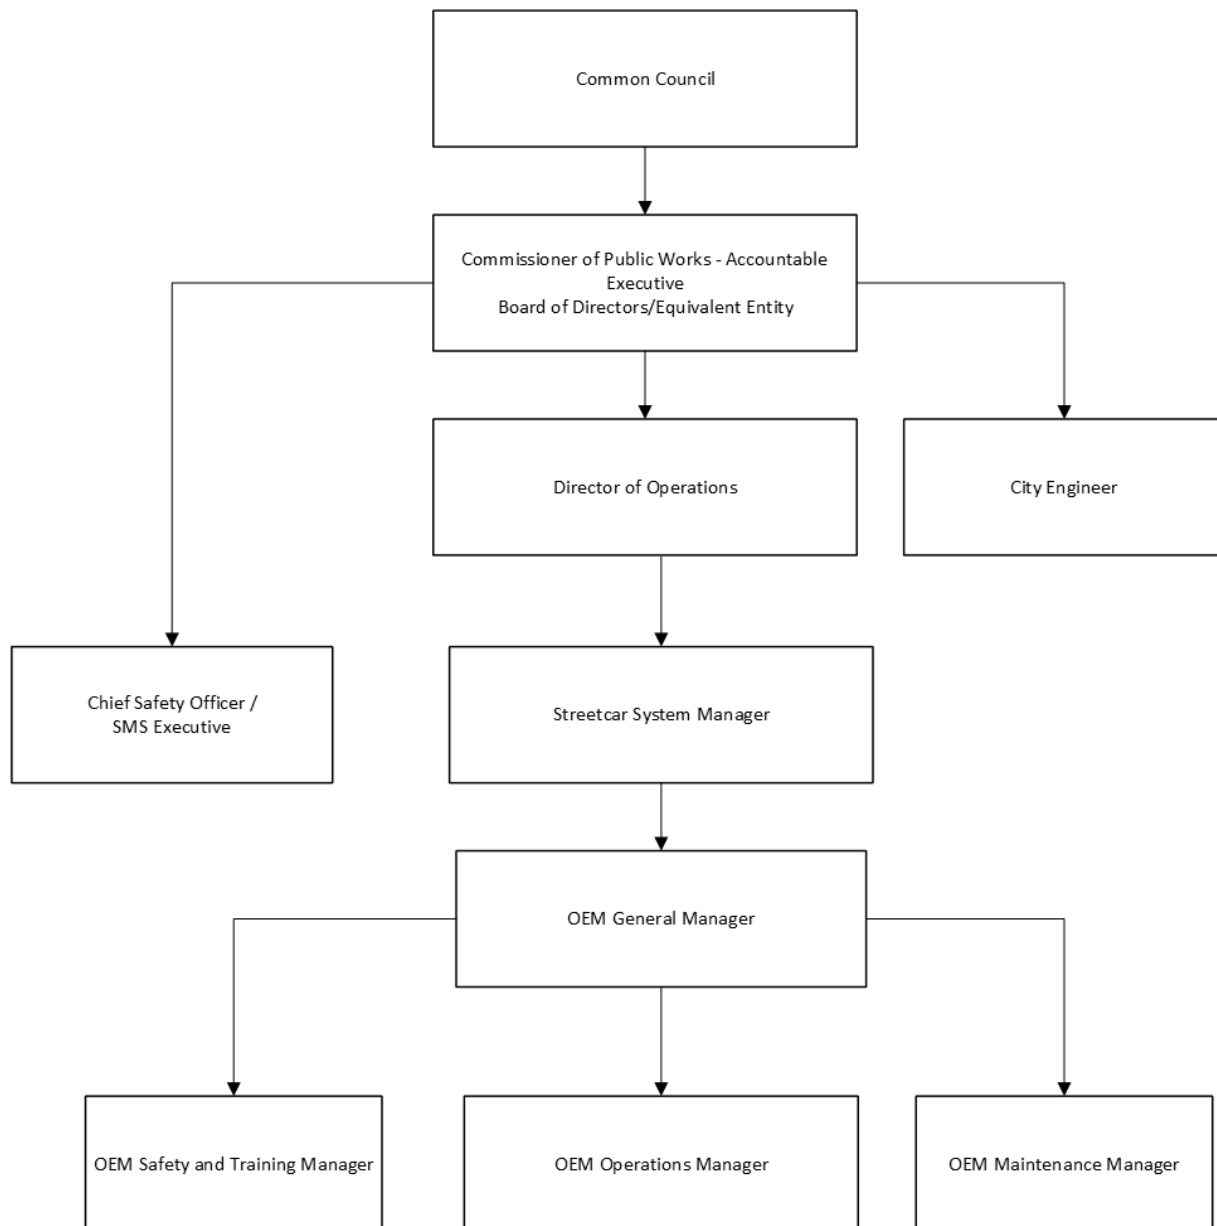 Common Council
Commissioner of Public Works - Accountable
Executive
Board of Directors/Equivalent Entity
Director of Operations
City Engineer
Chief Safety Officer /
SMS Executive
Streetcar System Manager
OEM General Manager
OEM Safety and Training Manager
OEM Operations Manager
OEM Maintenance Manager